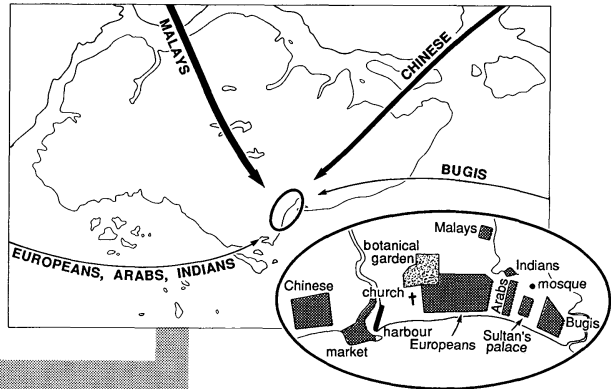 MALAYS
CHINESE
BUGIS
EUROPEANS, ARABS, INDIANS
Malays
botanical
garden
Indians
mosque
Chinese
church
Arabs
harbour
Europeans
Sultan's
palace
Bugis
market